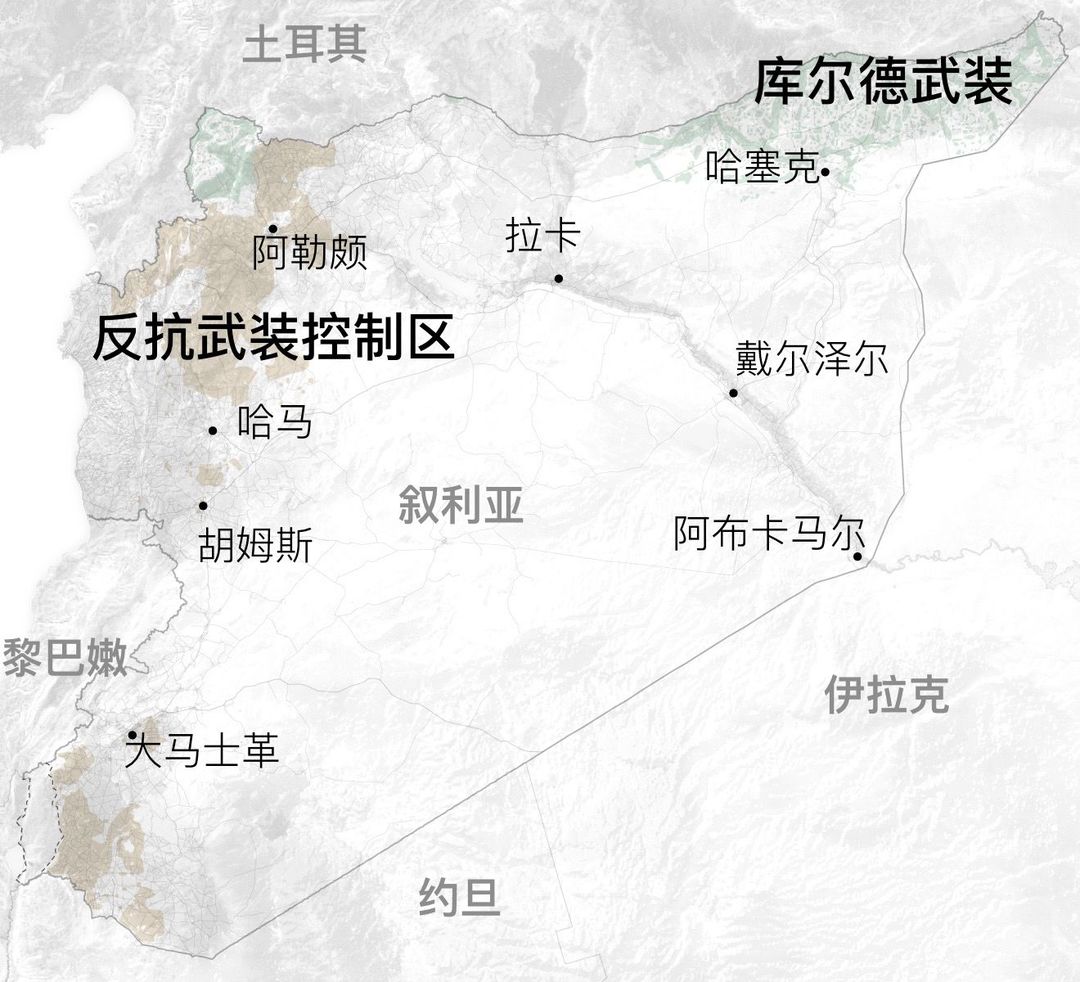 土耳其
库尔德武装
哈塞克
拉卡
阿勒颇
反抗武装控制区
戴尔泽尔
哈马
叙利亚
阿布卡马尔
胡姆斯
黎巴嫩
伊拉克
大马士革
约旦